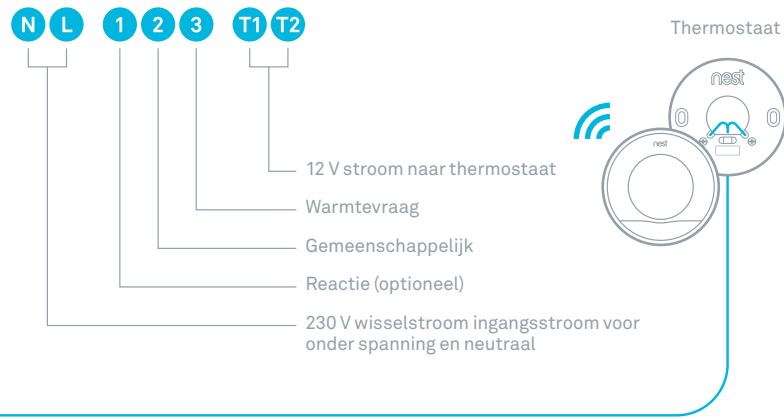 N L 1 2 3 T1 T2
Thermostaat
nest
nest
12 V stroom naar thermostaat
Warmtevraag
Gemeenschappelijk
Reactie (optioneel)
230 V wisselstroom ingangsstroom voor
onder spanning en neutraal